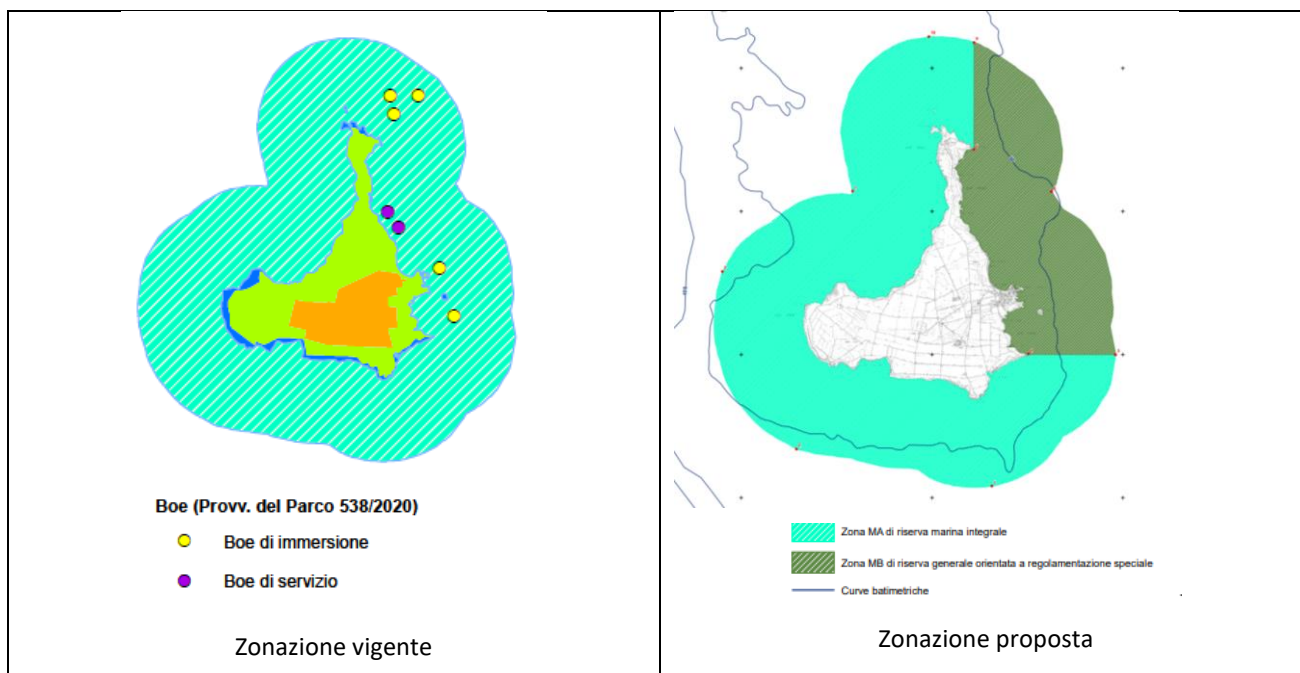 Boe (Provv. del Parco 538/2020)
Boe di immersione
Boe di servizio
Zonazione vigente
Zona MA di riserva marina integrale
Zona MB di riserva generale orientata a regolamentazione speciale
Curve batimetriche
Zonazione proposta